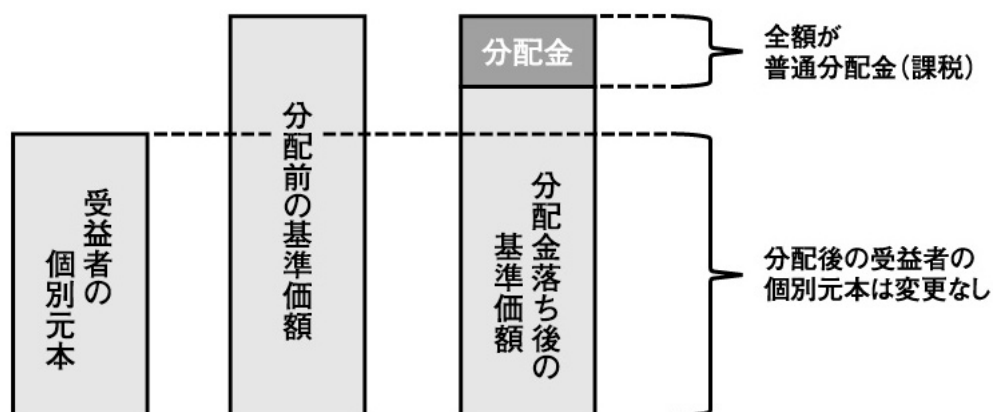 受益者の
個別元本
分配前の基準価額
分配金
分配金落ち後の
基準価額
全額が
普通分配金(課税)
分配後の受益者の
個別元本は変更なし